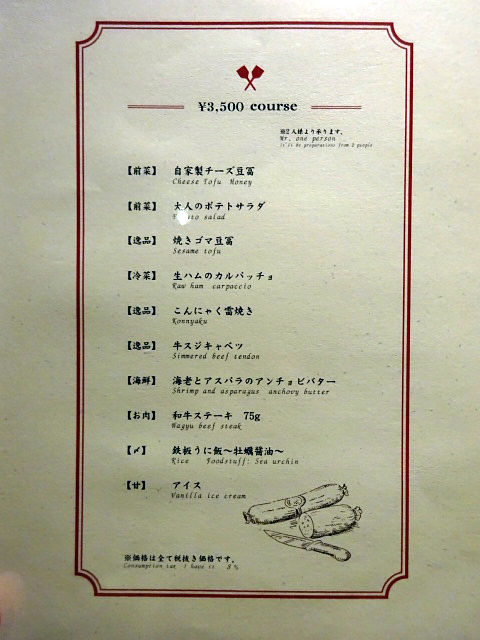 ¥3,500 course
※2人様より承ります。
Mr. one person
it'll be preparations from 2 people
【前菜】 自家製チーズ豆冨
Cheese Tofu Honey
【前菜】 大人のポテトサラダ
salad
【逸品】 焼きゴマ豆冨
Sesame tofu
【冷菜】 生ハムのカルパッチョ
Raw ham carpaccio
【逸品】 こんにゃく雷焼き
Konnyaku
【逸品】 牛スジキャベツ
Simmered beef tendon
【海鮮】 海老とアスパラのアンチョビバター
Shrimp and asparagus anchovy butter
【お肉】 和牛ステーキ 75g
Wagyu beef steak
【〆】 鉄板うに飯～牡蠣醤油～
Rice Foodstuff: Sea urchin
【甘】 アイス
Vanilla ice cream
※価格は全て税抜き価格です。
Consumption tax I have it 8%